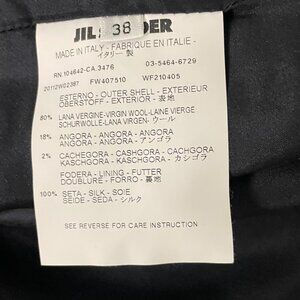 JIL 38 DER
MADE IN ITALY - FABRIQUE EN ITALIE -
イタリー 製
RN.104642-CA.3476 03-5464-6729
20112W02387 FW407510 WF210405
ESTERNO - OUTER SHELL - EXTERIEUR
OBERSTOFF - EXTERIOR - 表地
80% LANA VERGINE-VIRGIN WOOL-LAINE VIERGE
SCHURWOLLE-LANA VIRGEN- ウール
18% ANGORA - ANGORA - ANGORA
ANGORA - ANGORA - アンゴラ
2% CACHEGORA - CASHGORA - CACHGORA
KASCHGORA - KASCHGORA - カシゴラ
FODERA - LINING - FUTTER
DOUBLURE - FORRO - 裏地
100% SETA - SILK - SOIE
SEIDE - SEDA - シルク
SEE REVERSE FOR CARE INSTRUCTION